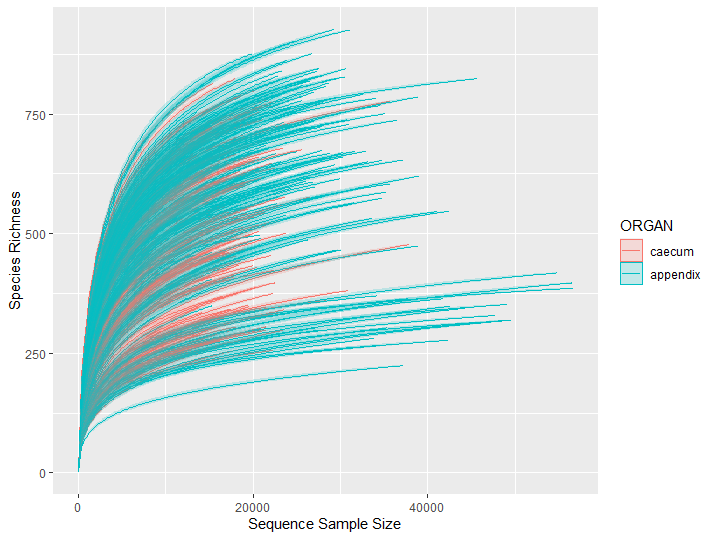 Species Richness
750
500
250
0
0
20000
40000
Sequence Sample Size
ORGAN
caecum
appendix